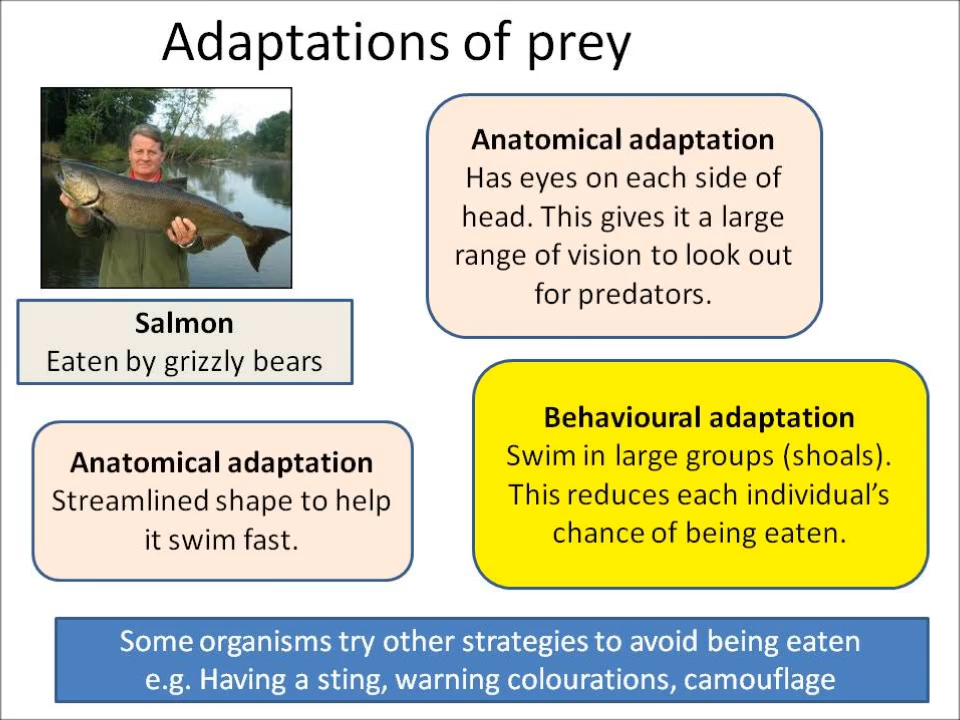 Adaptations of prey
Anatomical adaptation
Has eyes on each side of
head. This gives it a large
range of vision to look out
for predators.
Salmon
Eaten by grizzly bears
Anatomical adaptation
Streamlined shape to help
it swim fast.
Behavioural adaptation
Swim in large groups (shoals).
This reduces each individual’s
chance of being eaten.
Some organisms try other strategies to avoid being eaten
e.g. Having a sting, warning colourations, camouflage